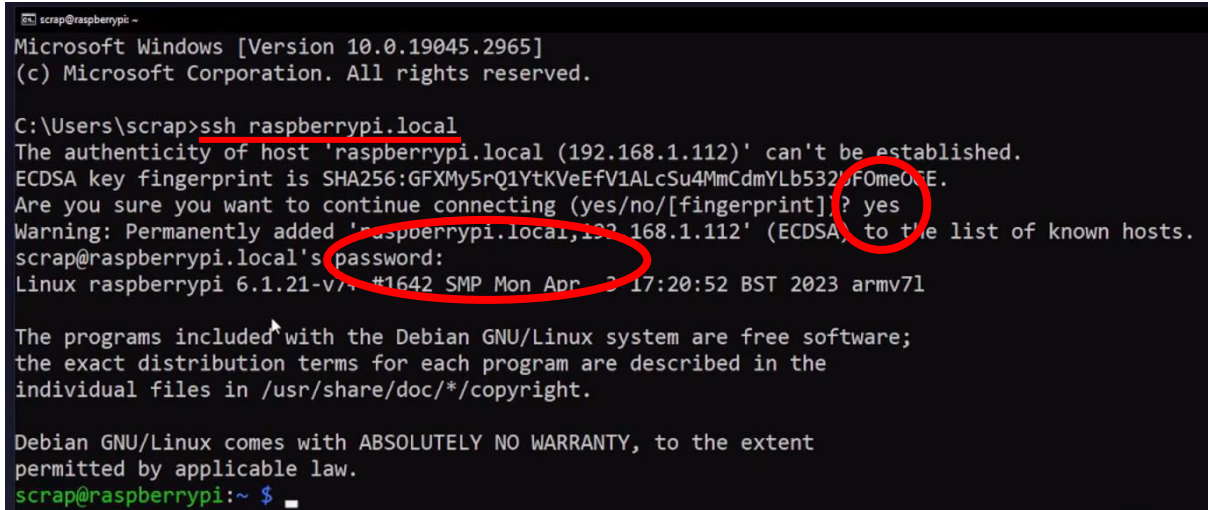 scrap@raspberrypi: ~
Microsoft Windows [Version 10.0.19045.2965]
(c) Microsoft Corporation. All rights reserved.
C:\Users\scrap>ssh raspberrypi.local
The authenticity of host 'raspberrypi.local (192.168.1.112)' can't be established.
ECDSA key fingerprint is
Are you sure you want to continue connecting (yes/no/[fingerprint])? yes
Warning: Permanently added 'raspberrypi.local,192.168.1.112' (ECDSA) to the list of known hosts.
scrap@raspberrypi.local's password:
Linux raspberrypi #1642 SMP Mon Apr 3 17:20:52 BST 2023 armv7l
The programs included with the Debian GNU/Linux system are free software;
the exact distribution terms for each program are described in the
individual files in /usr/share/doc/*/copyright.
Debian GNU/Linux comes with ABSOLUTELY NO WARRANTY, to the extent
permitted by applicable law.
scrap@raspberrypi:~ $